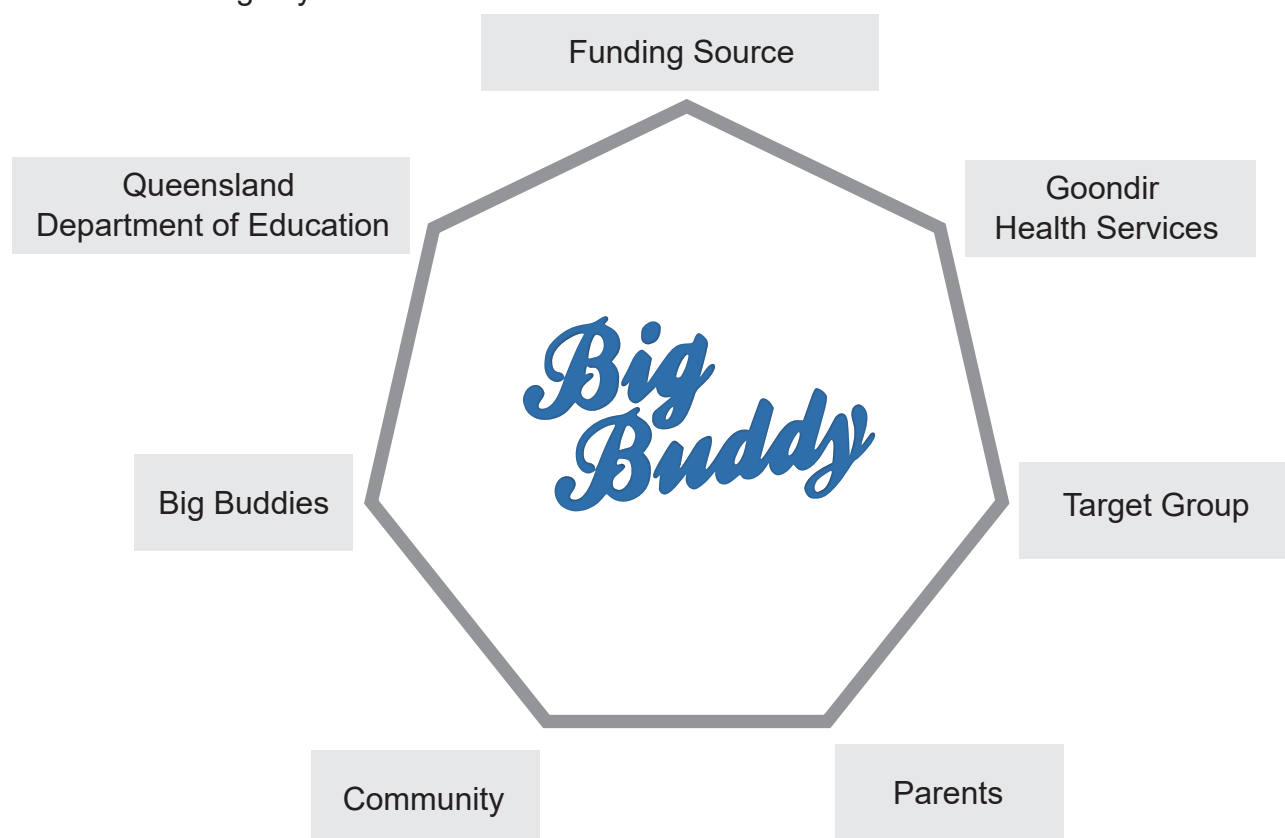 Funding Source
Queensland
Department of Education
Goondir
Health Services
Big
Buddy
Big Buddies
Target Group
Community
Parents